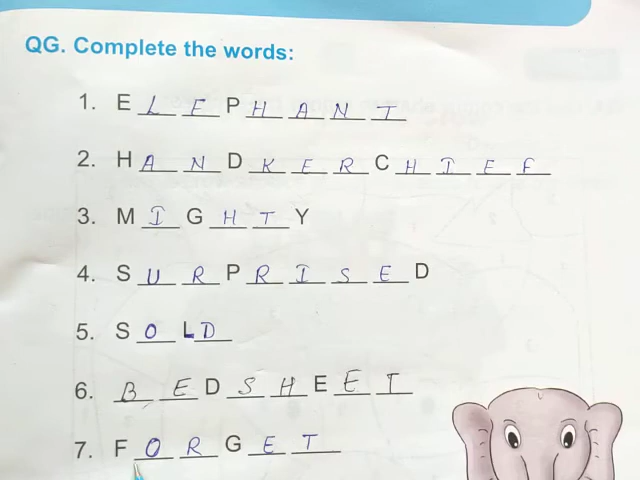 QG. Complete the words:
1. E L E P H A N T
2. H A N D K E R C H I E F
3. M I G H T Y
4. S U R P R I S E D
5. S O L D
6. B E D S H E E T
7. F O R G E T